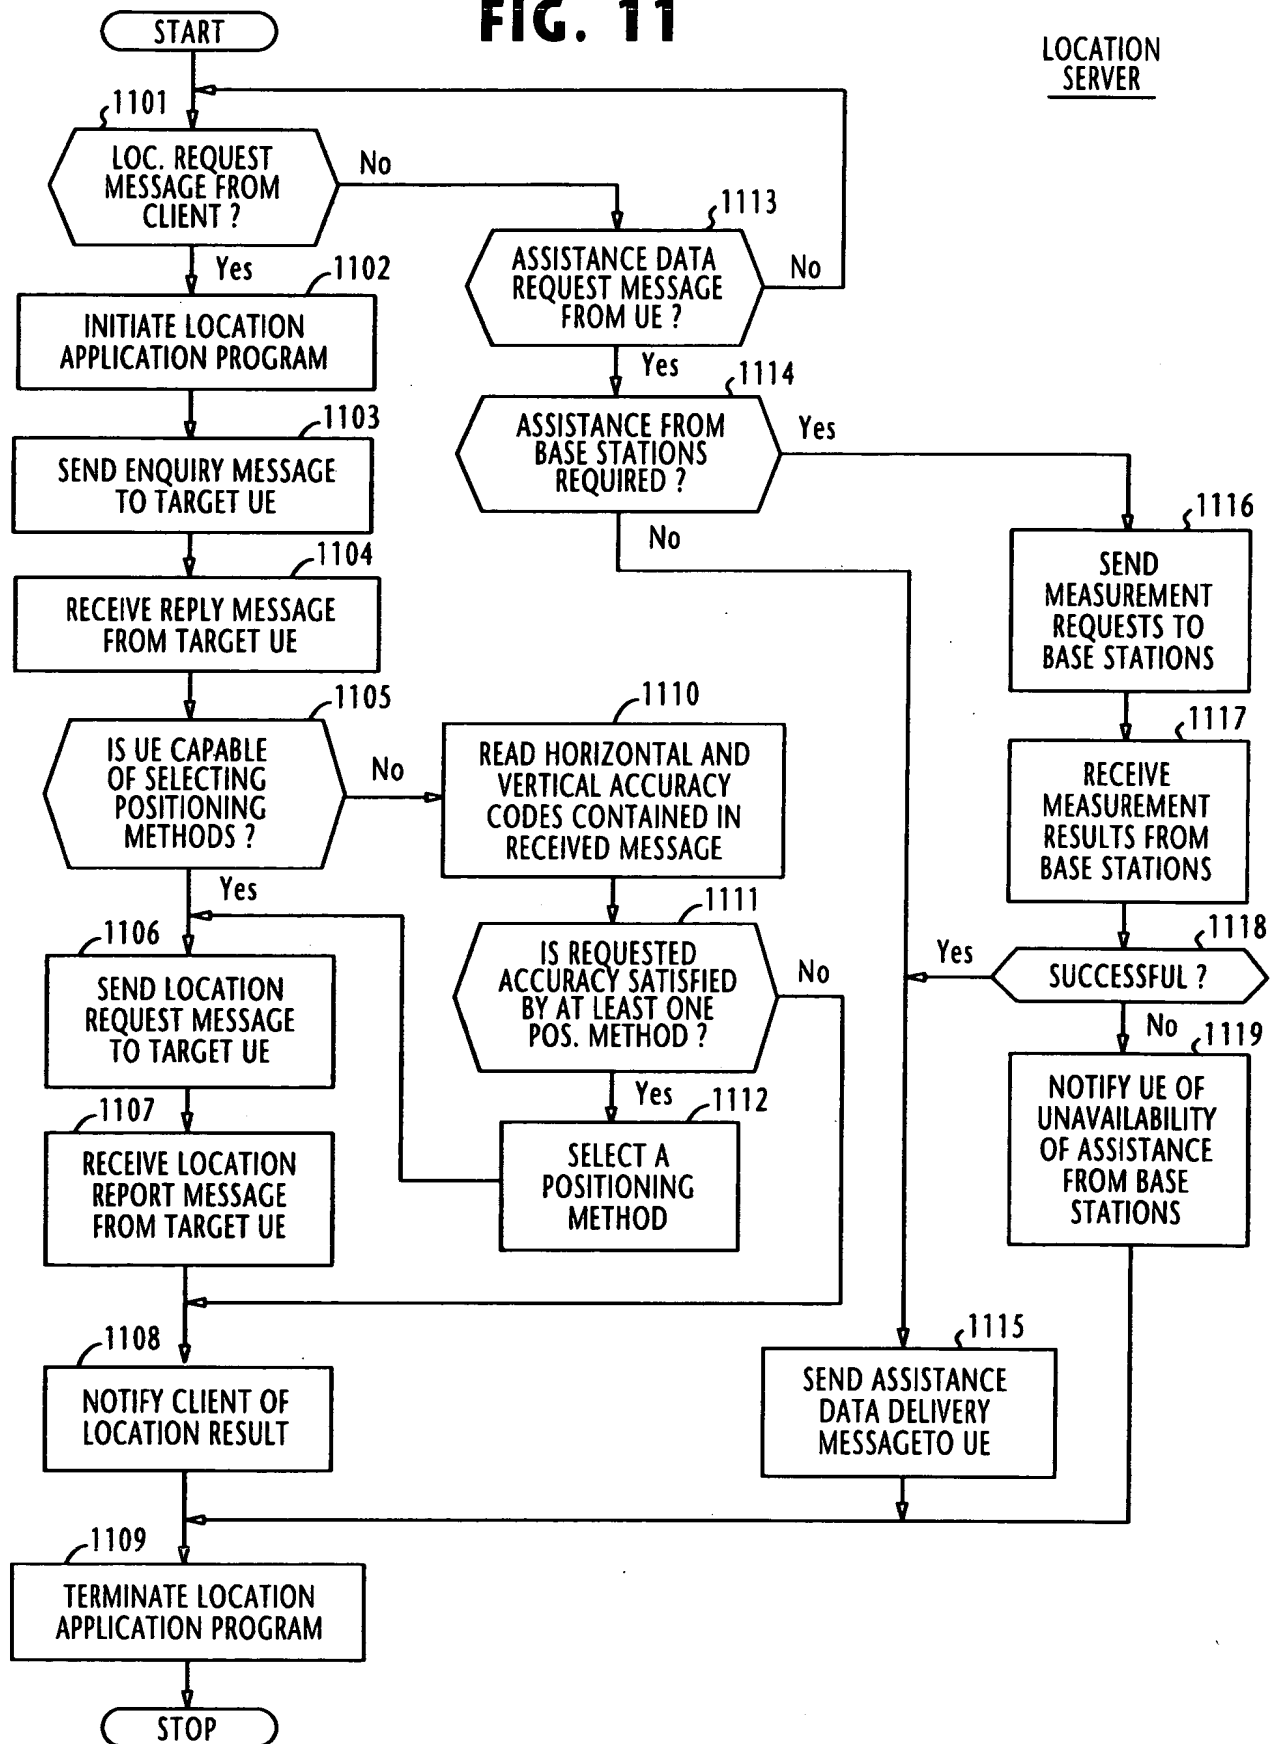 FIG. 11
LOCATION
SERVER
START
1101
LOC. REQUEST
MESSAGE FROM
CLIENT ?
No
Yes
1102
INITIATE LOCATION
APPLICATION PROGRAM
1103
SEND ENQUIRY MESSAGE
TO TARGET UE
1104
RECEIVE REPLY MESSAGE
FROM TARGET UE
1105
IS UE CAPABLE
OF SELECTING
POSITIONING
METHODS ?
No
Yes
1106
SEND LOCATION
REQUEST MESSAGE
TO TARGET UE
1107
RECEIVE LOCATION
REPORT MESSAGE
FROM TARGET UE
1108
NOTIFY CLIENT OF
LOCATION RESULT
1109
TERMINATE LOCATION
APPLICATION PROGRAM
STOP
1110
READ HORIZONTAL AND
VERTICAL ACCURACY
CODES CONTAINED IN
RECEIVED MESSAGE
1111
IS REQUESTED
ACCURACY SATISFIED
BY AT LEAST ONE
POS. METHOD ?
No
Yes
1112
SELECT A
POSITIONING
METHOD
1113
ASSISTANCE DATA
REQUEST MESSAGE
FROM UE ?
No
Yes
1114
ASSISTANCE FROM
BASE STATIONS
REQUIRED ?
Yes
No
1116
SEND
MEASUREMENT
REQUESTS TO
BASE STATIONS
1117
RECEIVE
MEASUREMENT
RESULTS FROM
BASE STATIONS
1118
SUCCESSFUL ?
Yes
No
1119
NOTIFY UE OF
UNAVAILABILITY
OF ASSISTANCE
FROM BASE
STATIONS
1115
SEND ASSISTANCE
DATA DELIVERY
MESSAGETO UE